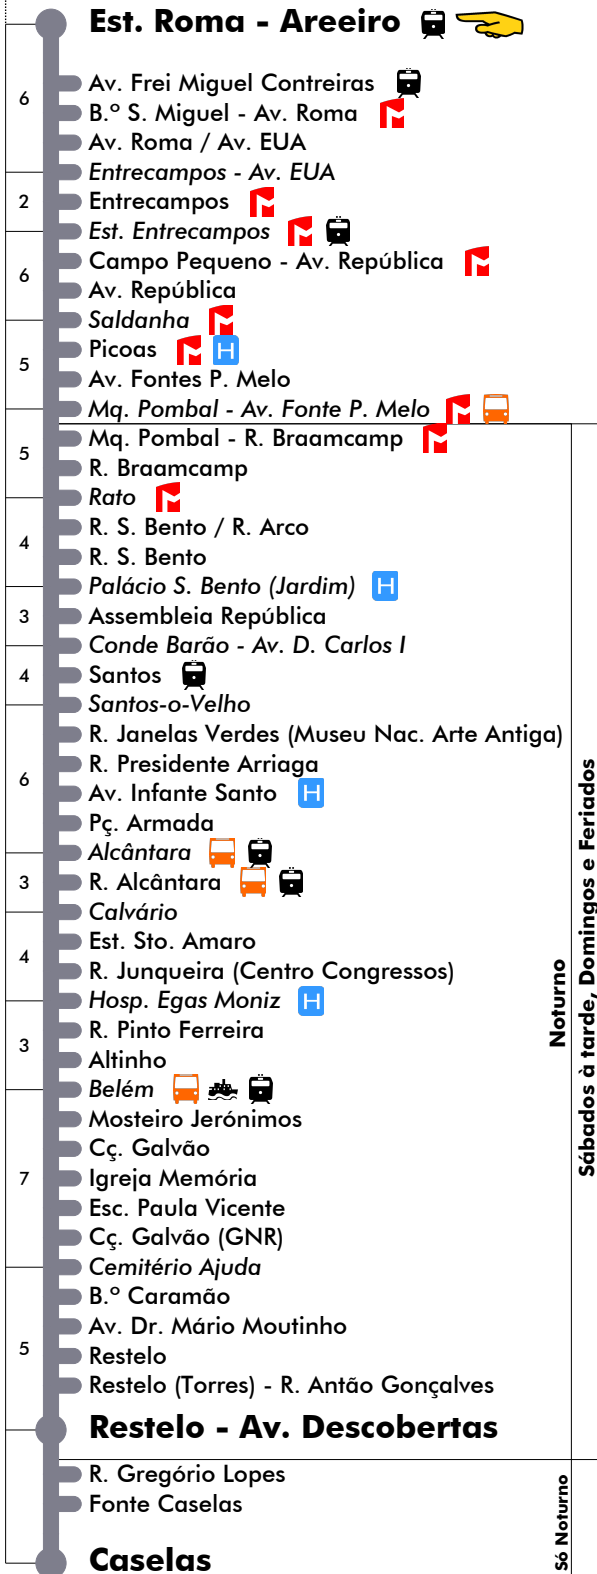 Est. Roma - Areeiro
6
Av. Frei Miguel Contreiras
B.º S. Miguel - Av. Roma
Av. Roma / Av. EUA
Entrecampos - Av. EUA
2
Entrecampos
Est. Entrecampos
6
Campo Pequeno - Av. República
Av. República
Saldanha
5
Picoas
H
Av. Fontes P. Melo
Mq. Pombal - Av. Fonte P. Melo
5
Mq. Pombal - R. Braamcamp
R. Braamcamp
Rato
4
R. S. Bento / R. Arco
R. S. Bento
Palácio S. Bento (Jardim)
H
3
Assembleia República
Conde Barão - Av. D. Carlos I
4
Santos
Santos-o-Velho
6
R. Janelas Verdes (Museu Nac. Arte Antiga)
R. Presidente Arriaga
Av. Infante Santo
H
Pç. Armada
Alcântara
3
R. Alcântara
Calvário
4
Est. Sto. Amaro
R. Junqueira (Centro Congressos)
Hosp. Egas Moniz
H
3
R. Pinto Ferreira
Altinho
Belém
7
Mosteiro Jerónimos
Cç. Galvão
Igreja Memória
Esc. Paula Vicente
Cç. Galvão (GNR)
Cemitério Ajuda
5
B.º Caramão
Av. Dr. Mário Moutinho
Restelo
Restelo (Torres) - R. Antão Gonçalves
Restelo - Av. Descobertas
R. Gregório Lopes
Fonte Caselas
Caselas
Noturno
Sábados à tarde, Domingos e Feriados
Só Noturno